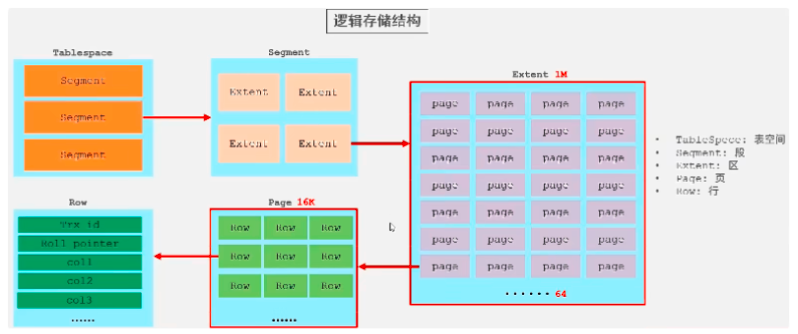 逻辑存储结构
Tablespace
Segment
Segment
Segment
Segment
Extent Extent
Extent Extent
Extent 1M
page page page page
page page page page
page page page page
page page page page
page page page page
page page page page
page page page page
······ 64
• TableSpece: 表空间
• Segment: 段
• Extent: 区
• Page: 页
• Row: 行
Row
Trx id
Roll pointer
col1
col2
col3
······
Page 16K
Row Row Row
Row Row Row
Row Row Row
······